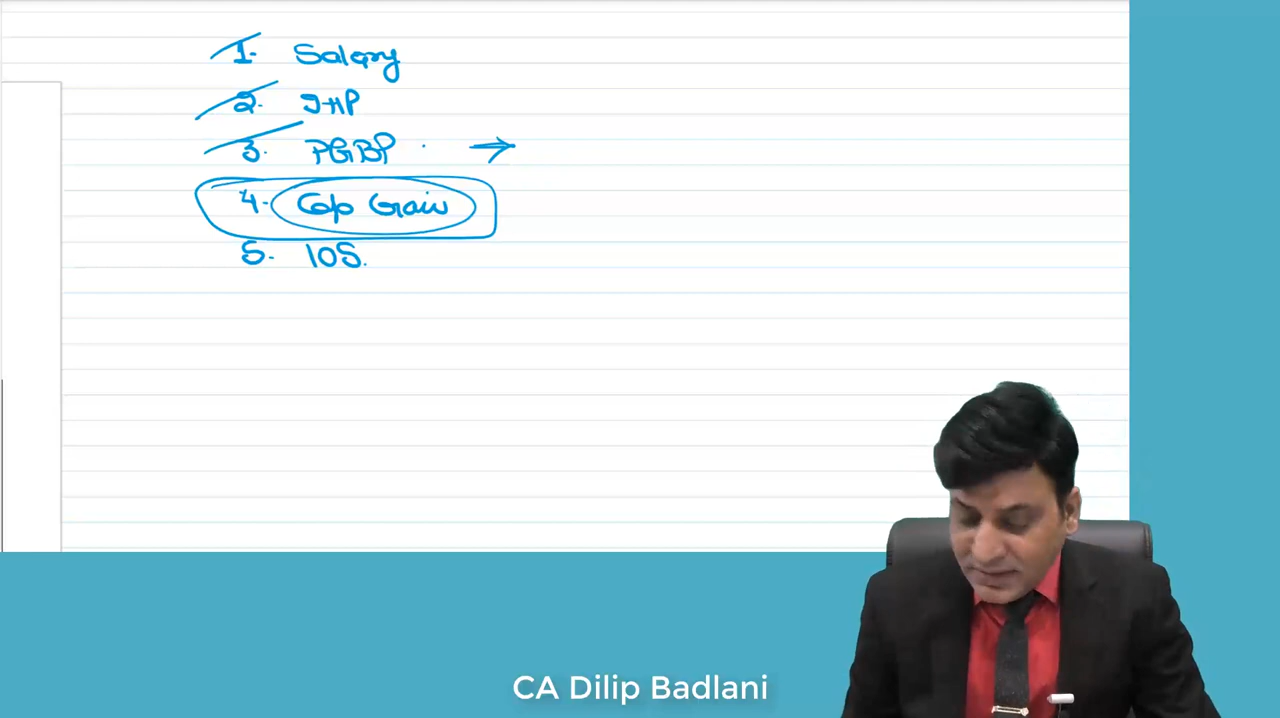 1. Salary
2. IHP
3. PGBP →
4. Cap Gain
5. IOS.
CA Dilip Badlani